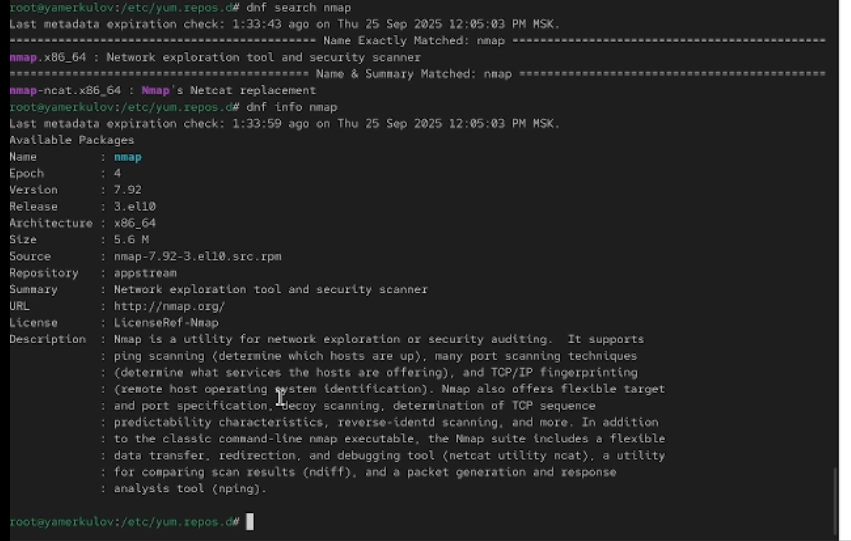 root@yamerkulov:/etc/yum.repos.d# dnf search nmap
Last metadata expiration check: 1:33:43 ago on Thu 25 Sep 2025 12:05:03 PM MSK.
======================================== Name Exactly Matched: nmap =========================================
nmap.x86_64 : Network exploration tool and security scanner
======================================= Name & Summary Matched: nmap ========================================
nmap-ncat.x86_64 : Nmap's Netcat replacement
root@yamerkulov:/etc/yum.repos.d# dnf info nmap
Last metadata expiration check: 1:33:59 ago on Thu 25 Sep 2025 12:05:03 PM MSK.
Available Packages
Name : nmap
Epoch : 4
Version : 7.92
Release : 3.el10
Architecture : x86_64
Size : 5.6 M
Source : nmap-7.92-3.el10.src.rpm
Repository : appstream
Summary : Network exploration tool and security scanner
URL : http://nmap.org/
License : LicenseRef-Nmap
Description : Nmap is a utility for network exploration or security auditing.  It supports
: ping scanning (determine which hosts are up), many port scanning techniques
: (determine what services the hosts are offering), and TCP/IP fingerprinting
: (remote host operating system identification). Nmap also offers flexible target
: and port specification, decoy scanning, determination of TCP sequence
: predictability characteristics, reverse-identd scanning, and more. In addition
: to the classic command-line nmap executable, the Nmap suite includes a flexible
: data transfer, redirection, and debugging tool (netcat utility ncat), a utility
: for comparing scan results (ndiff), and a packet generation and response
: analysis tool (nping).
root@yamerkulov:/etc/yum.repos.d#